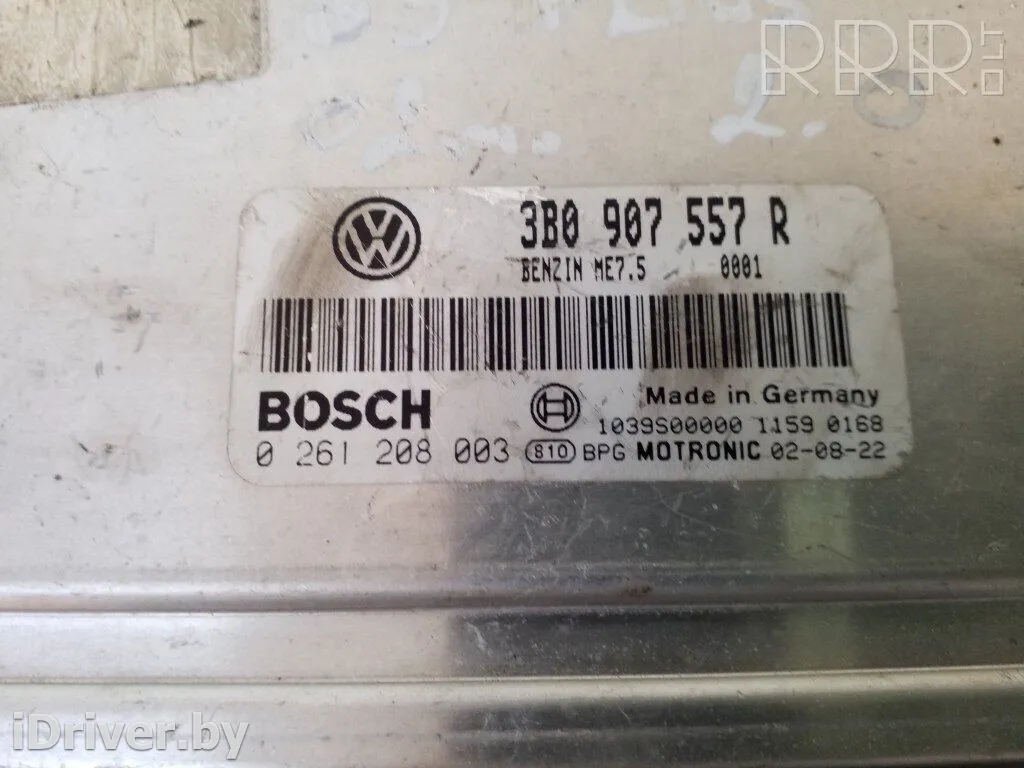 RRR.LT
2.
3B0 907 557 R
BENZIN ME7.5 0001
BOSCH
Made in Germany
1039S00000 1159 0168
0 261 208 003 810 BPG MOTRONIC 02-08-22
iDriver.by